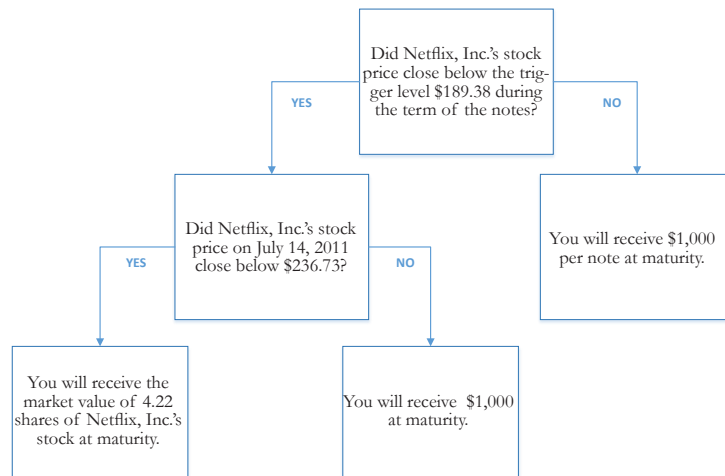 Did Netflix, Inc.'s stock
price close below the trig-
ger level $189.38 during
the term of the notes?
YES
NO
Did Netflix, Inc.'s stock
price on July 14, 2011
close below $236.73?
You will receive $1,000
per note at maturity.
YES
NO
You will receive the
market value of 4.22
shares of Netflix, Inc.'s
stock at maturity.
You will receive $1,000
at maturity.